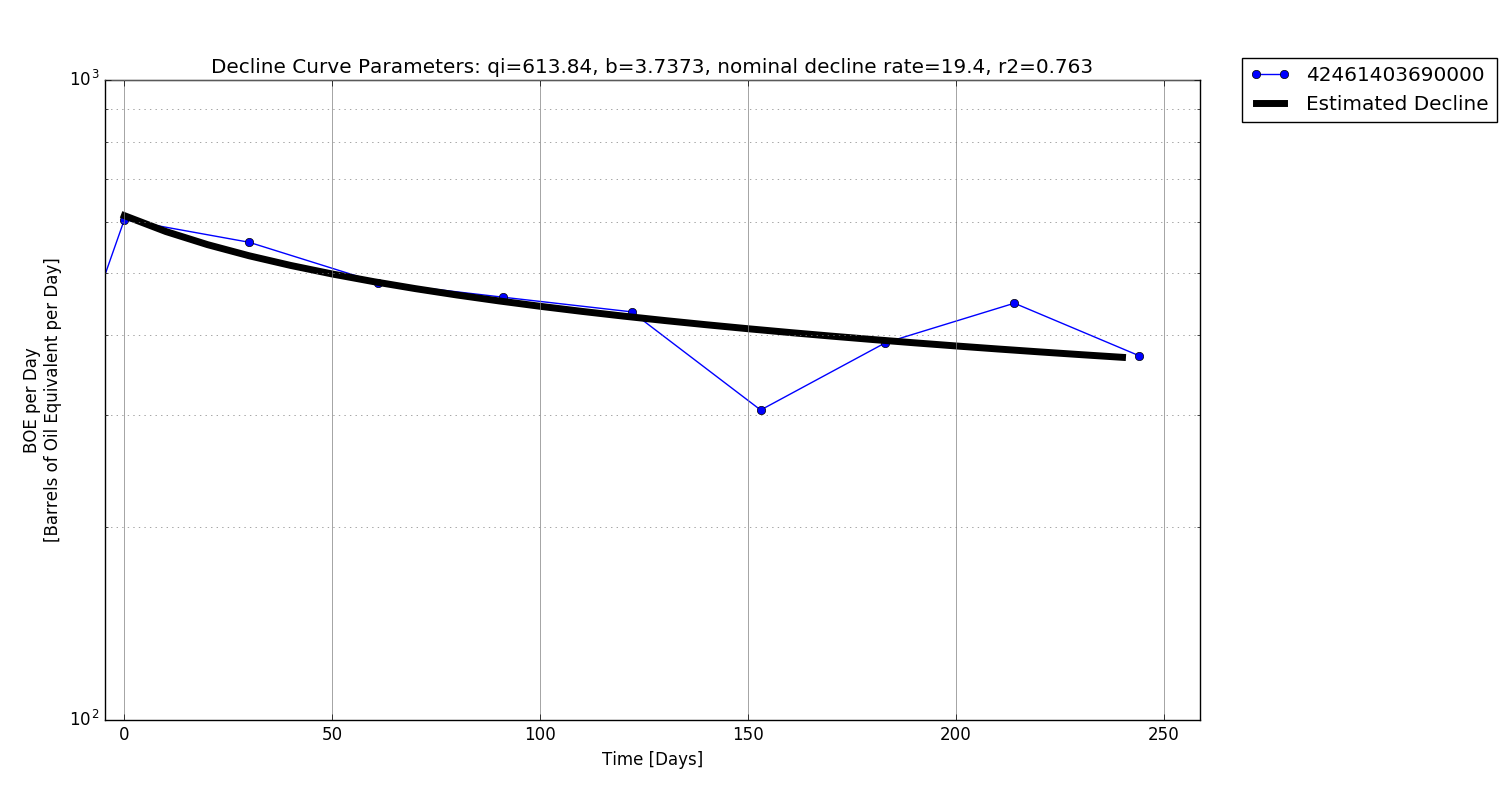 Decline Curve Parameters: qi=613.84, b=3.7373, nominal decline rate=19.4, r2=0.763
42461403690000
Estimated Decline
10³
10²
BOE per Day
[Barrels of Oil Equivalent per Day]
0 50 100 150 200 250
Time [Days]